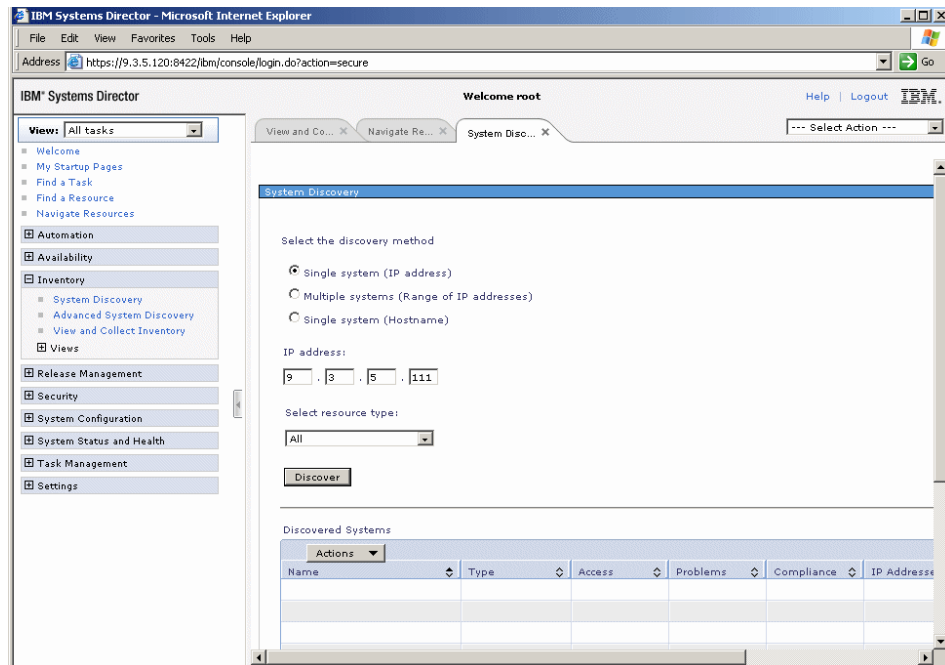 IBM Systems Director - Microsoft Internet Explorer
File Edit View Favorites Tools Help
Address https://9.3.5.120:8422/ibm/console/login.do?action=secure Go
IBM® Systems Director Welcome root Help | Logout IBM.
View: All tasks
Welcome
My Startup Pages
Find a Task
Find a Resource
Navigate Resources
Automation
Availability
Inventory
System Discovery
Advanced System Discovery
View and Collect Inventory
Views
Release Management
Security
System Configuration
System Status and Health
Task Management
Settings
View and Co... Navigate Re... System Disc... --- Select Action ---
System Discovery
Select the discovery method
Single system (IP address)
Multiple systems (Range of IP addresses)
Single system (Hostname)
IP address:
9 . 3 . 5 . 111
Select resource type:
All
Discover
Discovered Systems
Actions
Name Type Access Problems Compliance IP Addresse